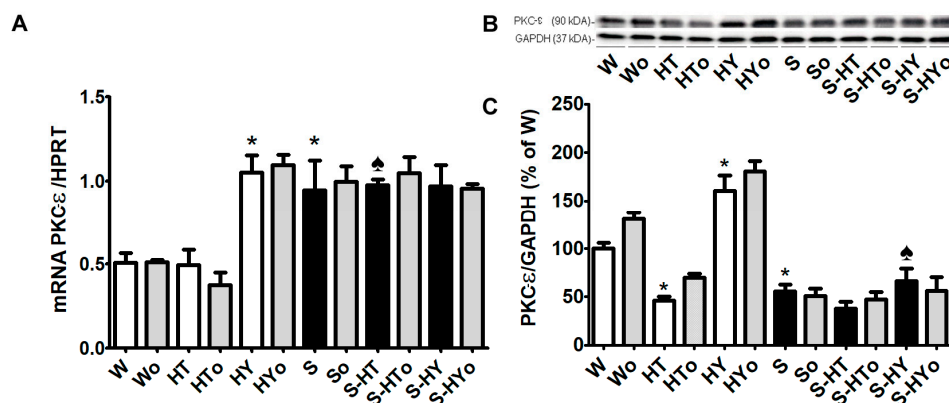 A
mRNA PKC-ε /HPRT
1.5
1.0
0.5
0.0
*
*
♠
W Wo HT HTo HY HYo S So S-HT S-HTo S-HY S-HYo
B
PKC-ε (90 kDA)-
GAPDH (37 kDA)-
W Wo HT HTo HY HYo S So S-HT S-HTo S-HY S-HYo
C
PKC-ε/GAPDH (% of W)
250
200
150
100
50
0
*
*
*
♠
W Wo HT HTo HY HYo S So S-HT S-HTo S-HY S-HYo